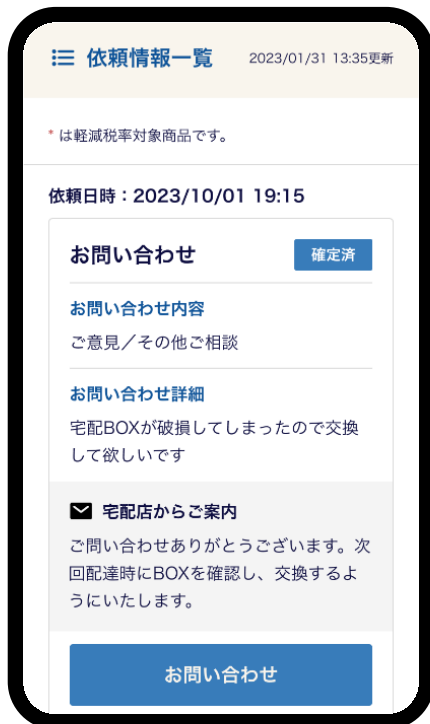 依頼情報一覧 2023/01/31 13:35更新
* は軽減税率対象商品です。
依頼日時：2023/10/01 19:15
お問い合わせ 確定済
お問い合わせ内容
ご意見／その他ご相談
お問い合わせ詳細
宅配BOXが破損してしまったので交換
して欲しいです
宅配店からご案内
ご問い合わせありがとうございます。次
回配達時にBOXを確認し、交換するよ
うにいたします。
お問い合わせ